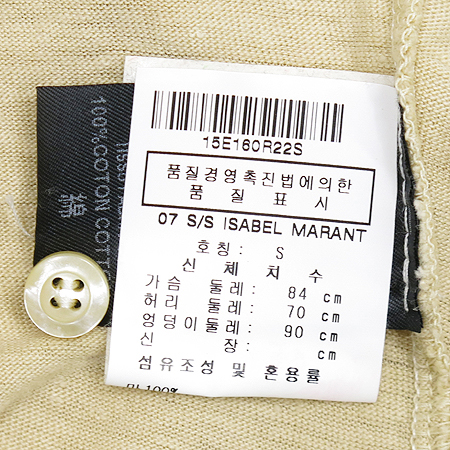 15E160R22S
품질경영촉진법에의한
품 질 표 시
07 S/S ISABEL MARANT
호칭 : S
신 체 치 수
가슴 둘레 : 84 cm
허리 둘레 : 70 cm
엉덩이둘레 : 90 cm
신 장 : cm
섬유조성 및 혼용률
100%
100%COTON COTT
綿